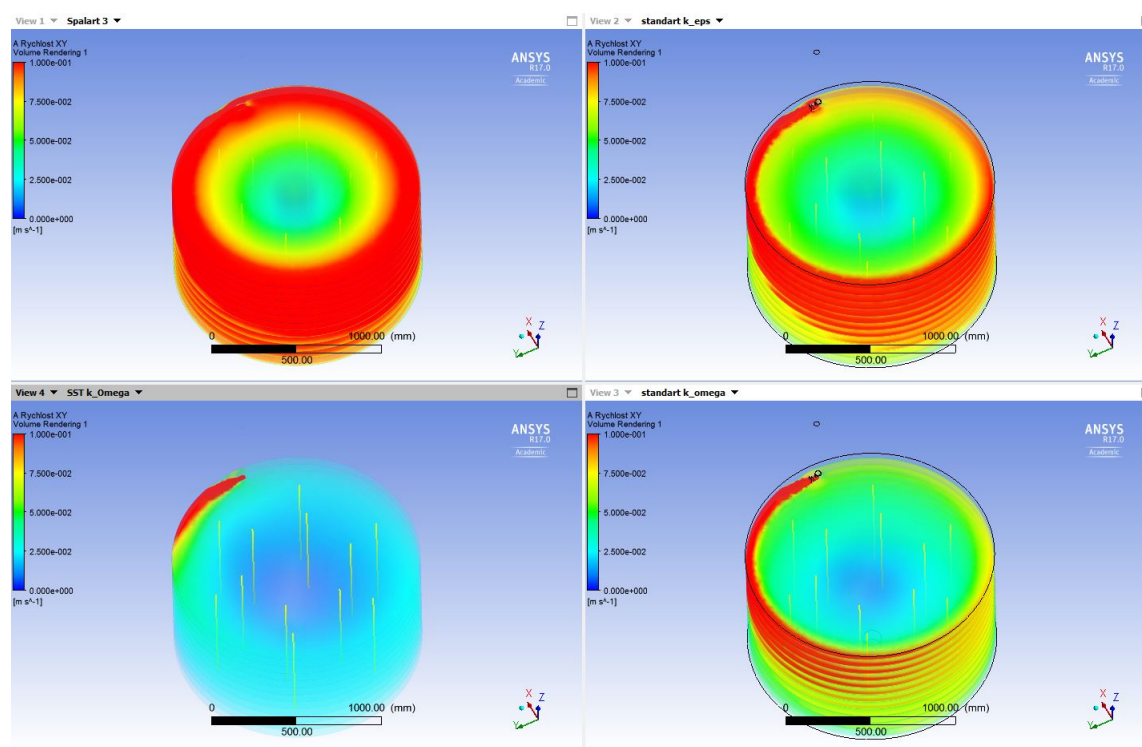 View 1 ▼ Spalart 3 ▼
A Rychlost XY
Volume Rendering 1
1.000e-001
7.500e-002
5.000e-002
2.500e-002
0.000e+000
[m s^-1]
ANSYS
R17.0
Academic
0 1000.00 (mm)
500.00
X Z
Y
View 2 ▼ standart k_eps ▼
A Rychlost XY
Volume Rendering 1
1.000e-001
7.500e-002
5.000e-002
2.500e-002
0.000e+000
[m s^-1]
ANSYS
R17.0
Academic
0 1000.00 (mm)
500.00
X Z
Y
View 4 ▼ SST k_Omega ▼
A Rychlost XY
Volume Rendering 1
1.000e-001
7.500e-002
5.000e-002
2.500e-002
0.000e+000
[m s^-1]
ANSYS
R17.0
Academic
0 1000.00 (mm)
500.00
X Z
Y
View 3 ▼ standart k_omega ▼
A Rychlost XY
Volume Rendering 1
1.000e-001
7.500e-002
5.000e-002
2.500e-002
0.000e+000
[m s^-1]
ANSYS
R17.0
Academic
0 1000.00 (mm)
500.00
X Z
Y